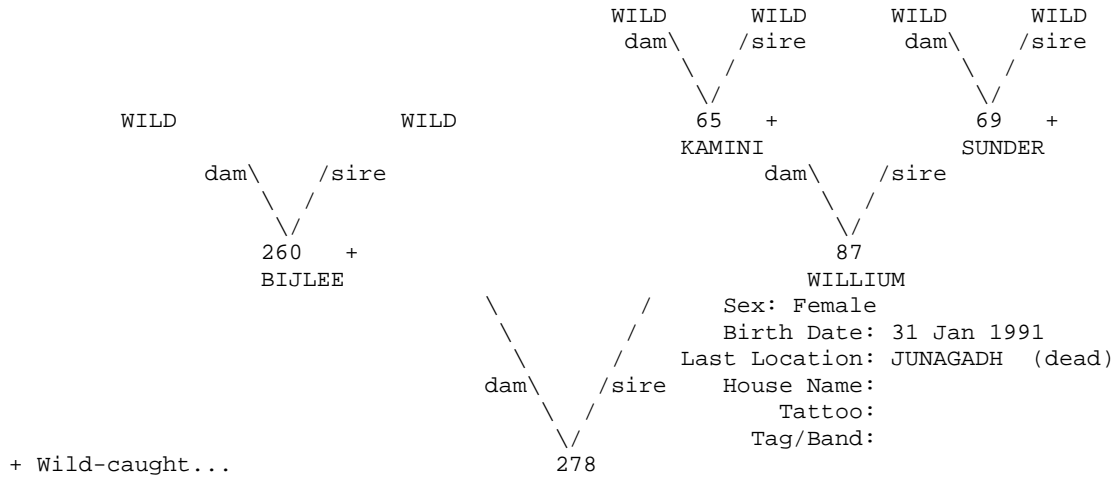 WILD WILD WILD WILD
dam\ /sire dam\ /sire
\ / \ /
\/ \/
WILD WILD 65 + 69 +
KAMINI SUNDER
dam\ /sire dam\ /sire
\ / \ /
\/ \/
260 + 87
BIJLEE WILLIUM
\ / Sex: Female
\ / Birth Date: 31 Jan 1991
\ / Last Location: JUNAGADH (dead)
dam\ /sire House Name:
\ / Tattoo:
\/ Tag/Band:
+ Wild-caught... 278